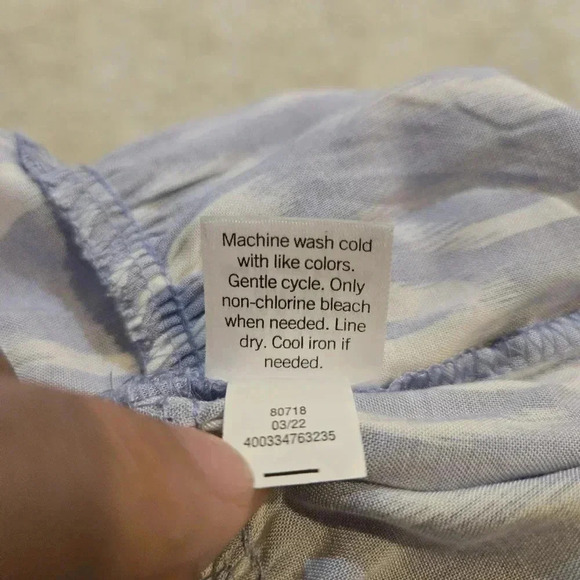 Machine wash cold
with like colors.
Gentle cycle. Only
non-chlorine bleach
when needed. Line
dry. Cool iron if
needed.
80718
03/22
400334763235